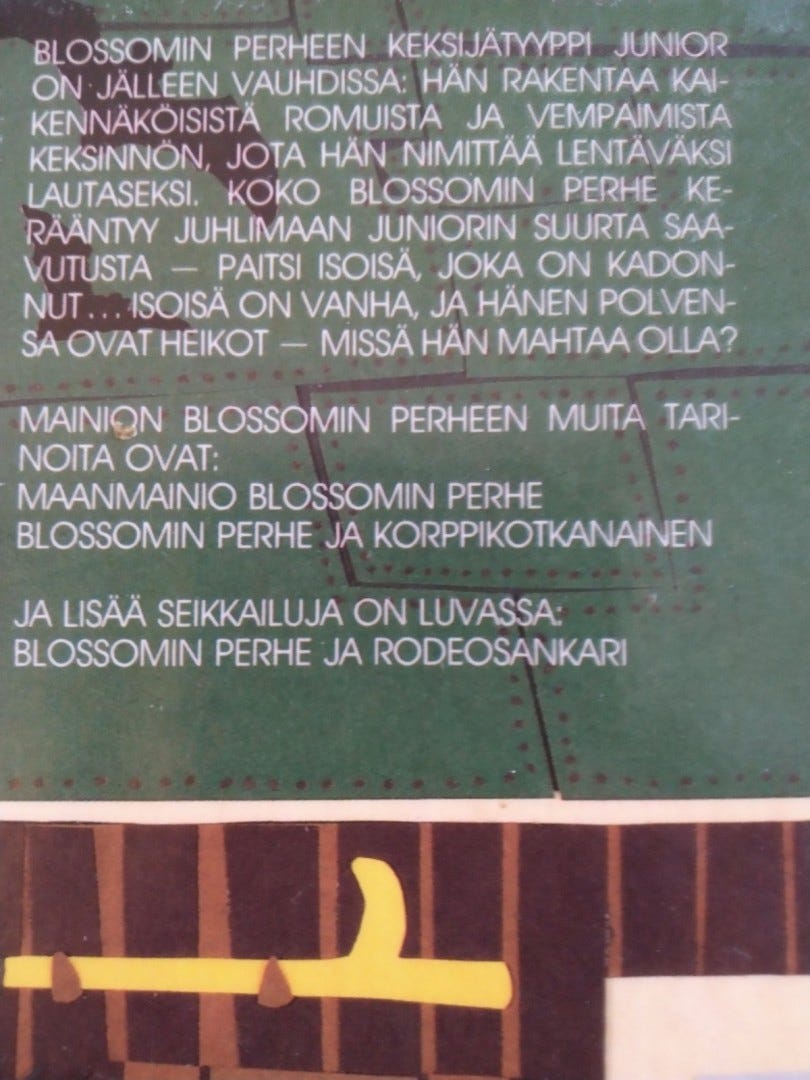 BLOSSOMIN PERHEEN KEKSIJÄTYYPPI JUNIOR
ON JÄLLEEN VAUHDISSA: HÄN RAKENTAA KAI-
KENNÄKÖISISTÄ ROMUISTA JA VEMPAIMISTA
KEKSINNÖN, JOTA HÄN NIMITTÄÄ LENTÄVÄKSI
LAUTASEKSI. KOKO BLOSSOMIN PERHE KE-
RÄÄNTYY JUHLIMAAN JUNIORIN SUURTA SAA-
VUTUSTA — PAITSI ISOISÄ, JOKA ON KADON-
NUT... ISOISÄ ON VANHA, JA HÄNEN POLVEN-
SA OVAT HEIKOT — MISSÄ HÄN MAHTAA OLLA?
MAINION BLOSSOMIN PERHEEN MUITA TARI-
NOITA OVAT:
MAANMAINIO BLOSSOMIN PERHE
BLOSSOMIN PERHE JA KORPPIKOTKANAINEN
JA LISÄÄ SEIKKAILUJA ON LUVASSA:
BLOSSOMIN PERHE JA RODEOSANKARI